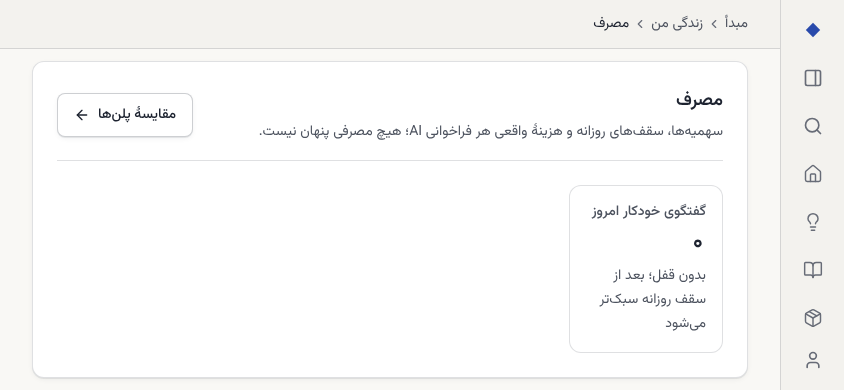 مبدأ › زندگی من › مصرف
مصرف
سهمیه‌ها، سقف‌های روزانه و هزینهٔ واقعی هر فراخوانی AI؛ هیچ مصرفی پنهان نیست.
مقایسهٔ پلن‌ها ←
گفتگوی خودکار امروز
۰
بدون قفل؛ بعد از
سقف روزانه سبک‌تر
می‌شود